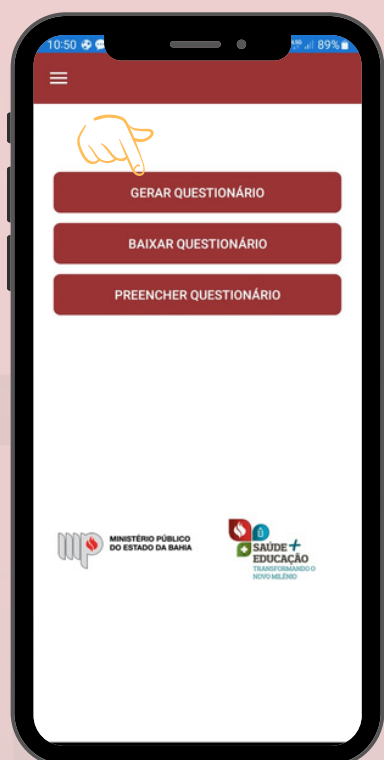 10:50
89%
GERAR QUESTIONÁRIO
BAIXAR QUESTIONÁRIO
PREENCHER QUESTIONÁRIO
MINISTÉRIO PÚBLICO
DO ESTADO DA BAHIA
mp
SAÚDE+
EDUCAÇÃO
TRANSFORMANDO O
NOVO MILÊNIO